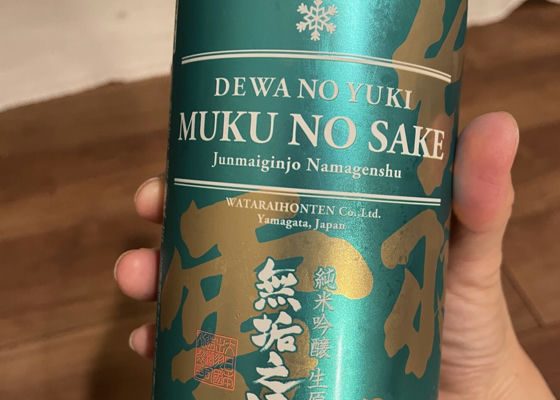 DEWA NO YUKI
MUKU NO SAKE
Junmaiginjo Namagenshu
WATARAIHONTEN Co., Ltd.
Yamagata, Japan
純米吟醸 生原
無垢之